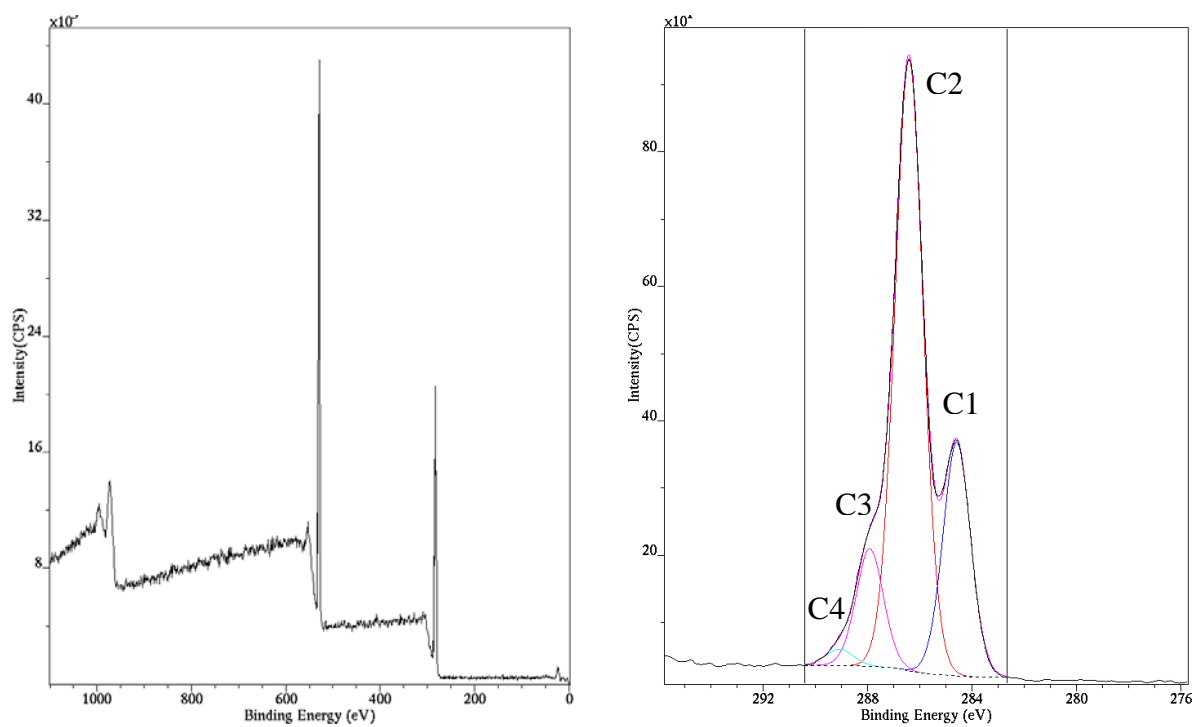 x10
40
32
24
16
8
Intensity(CPS)
1000 800 600 400 200 0
Binding Energy (eV)
x10
80
60
40
20
Intensity(CPS)
C2
C1
C3
C4
292 288 284 280 276
Binding Energy (eV)